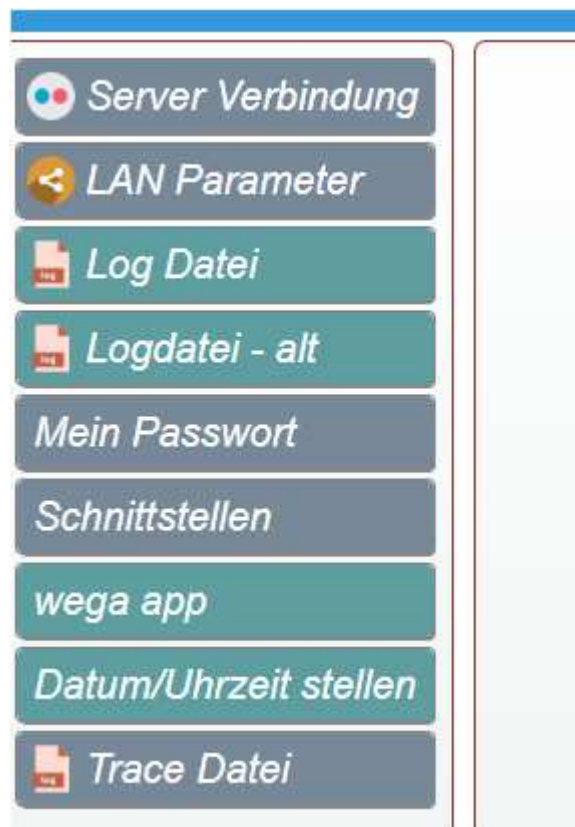 Server Verbindung
LAN Parameter
Log Datei
Logdatei - alt
Mein Passwort
Schnittstellen
wega app
Datum/Uhrzeit stellen
Trace Datei